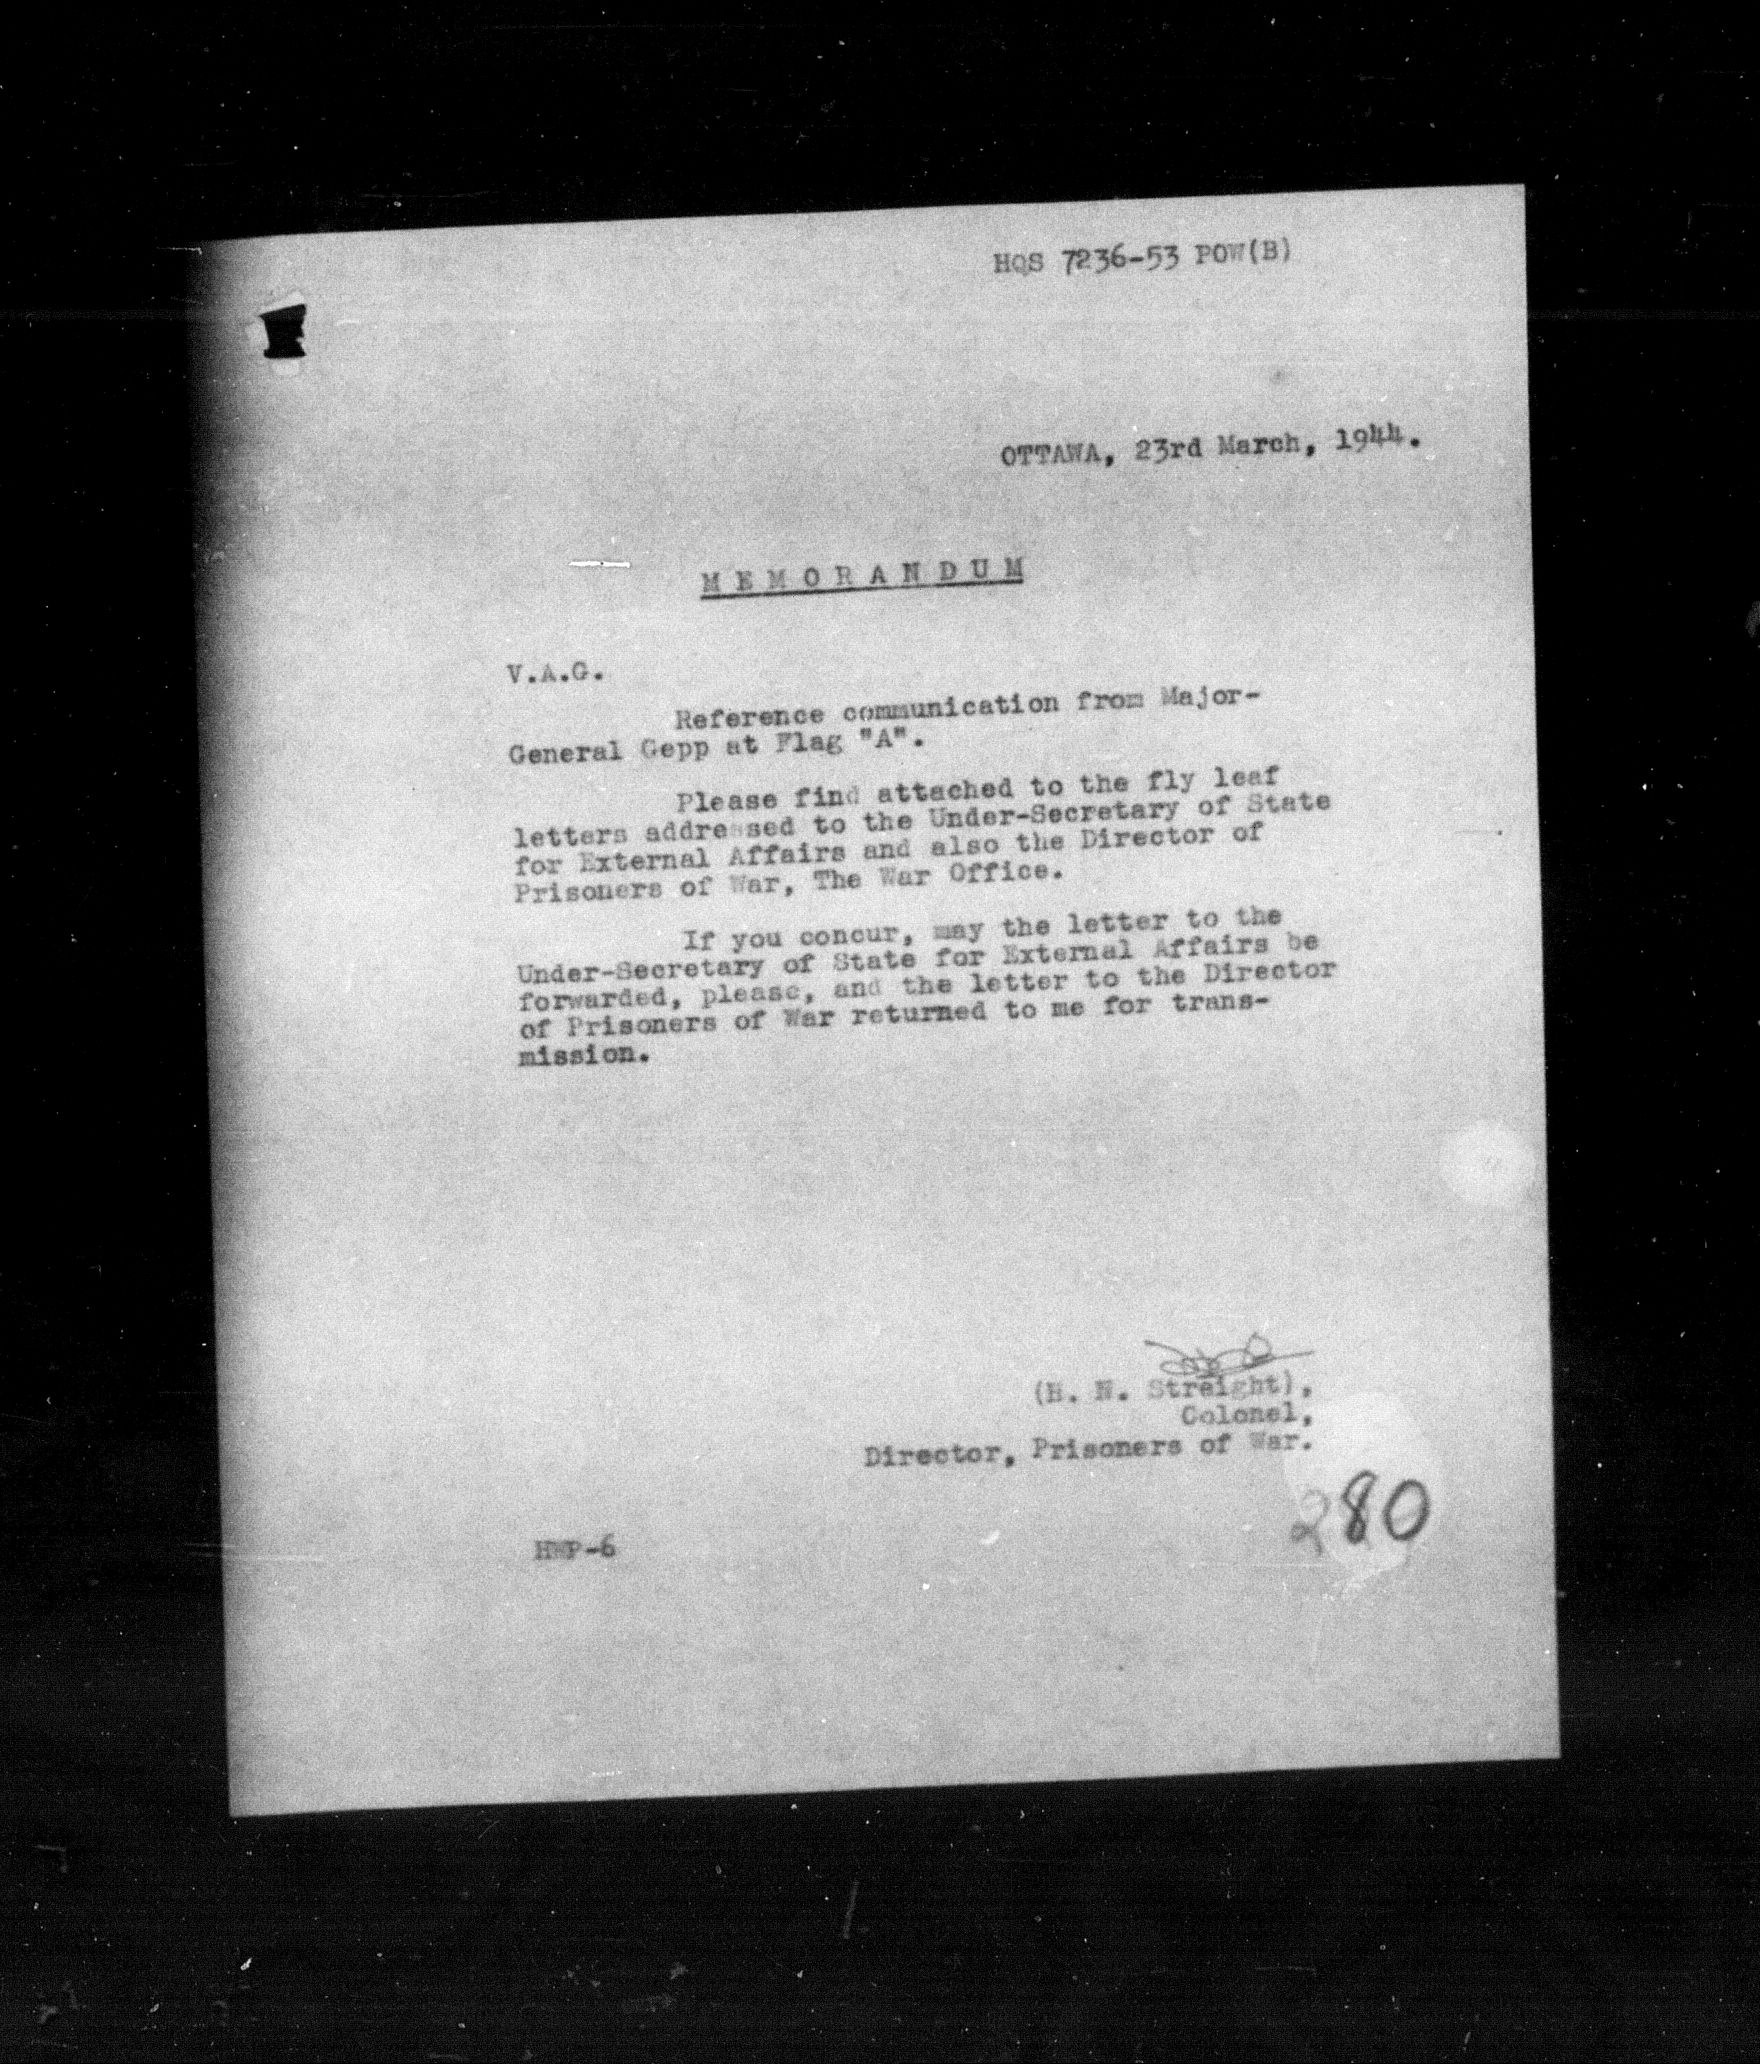 HQS 7236-53 POW(B)
OTTAWA, 23rd March, 1944.
M E M O R A N D U M
V.A.G.
Reference communication from Major-
General Gepp at Flag "A".
Please find attached to the fly leaf
letters addressed to the Under-Secretary of State
for External Affairs and also the Director of
Prisoners of War, The War Office.
If you concur, may the letter to the
Under-Secretary of State for External Affairs be
forwarded, please, and the letter to the Director
of Prisoners of War returned to me for trans-
mission.
(H. N. Streight),
Colonel,
Director, Prisoners of War.
280
HWP-6